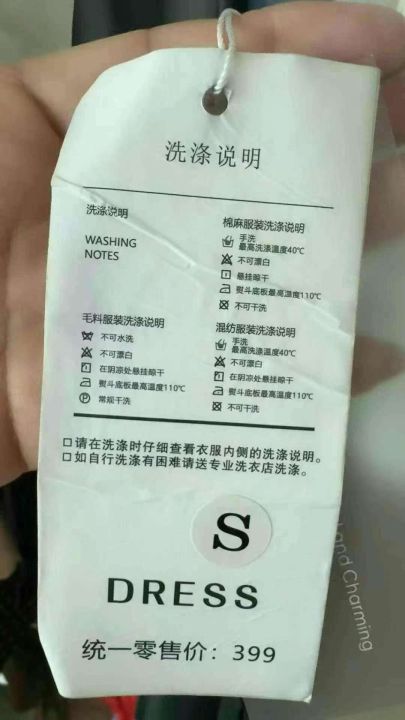 洗涤说明
洗涤说明
WASHING
NOTES
棉麻服装洗涤说明
手洗
最高洗涤温度40℃
不可漂白
悬挂晾干
熨斗底板最高温度110℃
不可干洗
毛料服装洗涤说明
不可水洗
不可漂白
在阴凉处悬挂晾干
熨斗底板最高温度110℃
常规干洗
混纺服装洗涤说明
手洗
最高洗涤温度40℃
不可漂白
在阴凉处悬挂晾干
熨斗底板最高温度110℃
不可干洗
□请在洗涤时仔细查看衣服内侧的洗涤说明。
□如自行洗涤有困难请送专业洗衣店洗涤。
S
DRESS
统一零售价：399
and Charming